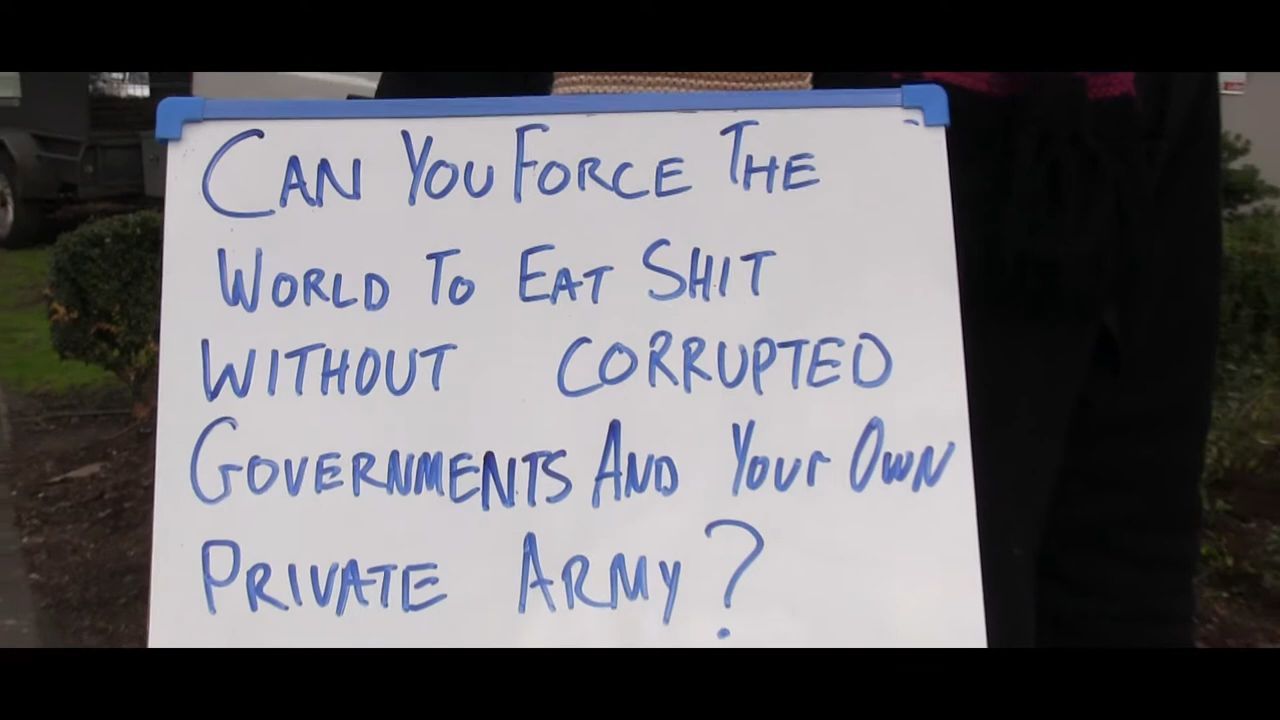 CAN YOU FORCE THE
WORLD TO EAT SHIT
WITHOUT CORRUPTED
GOVERNMENTS AND YOUr OWN
PRIVATE ARMY?